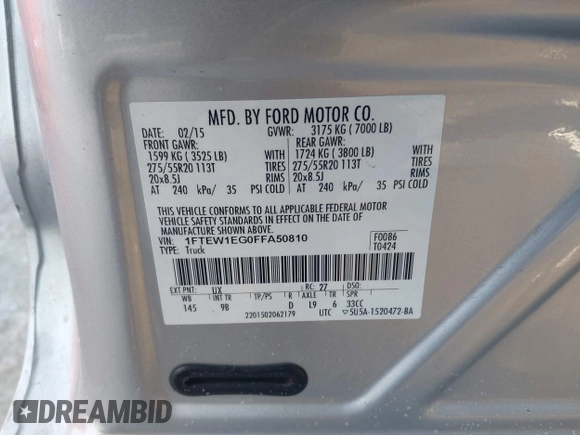 MFD. BY FORD MOTOR CO.
DATE: 02/15 GVWR: 3175 KG ( 7000 LB)
FRONT GAWR: REAR GAWR:
1599 KG ( 3525 LB) WITH 1724 KG ( 3800 LB) WITH
275/55R20 113T TIRES 275/55R20 113T TIRES
20x8.5J RIMS 20x8.5J RIMS
AT 240 kPa/ 35 PSI COLD AT 240 kPa/ 35 PSI COLD
THIS VEHICLE CONFORMS TO ALL APPLICABLE FEDERAL MOTOR
VEHICLE SAFETY AND THEFT PREVENTION STANDARDS IN EFFECT ON THE DATE OF
MANUFACTURE SHOWN ABOVE.
VIN: 1FTEW1EG0FFA50810 F0086
TYPE: Truck T0424
EXT PNT: UX RC: 27 DSO:
WB INT TR TP/PS R AXLE TR SPR
145 9B D L9 6 33CC
2201502062179 UTC ▽5U5A-1520472-BA
DREAMBID